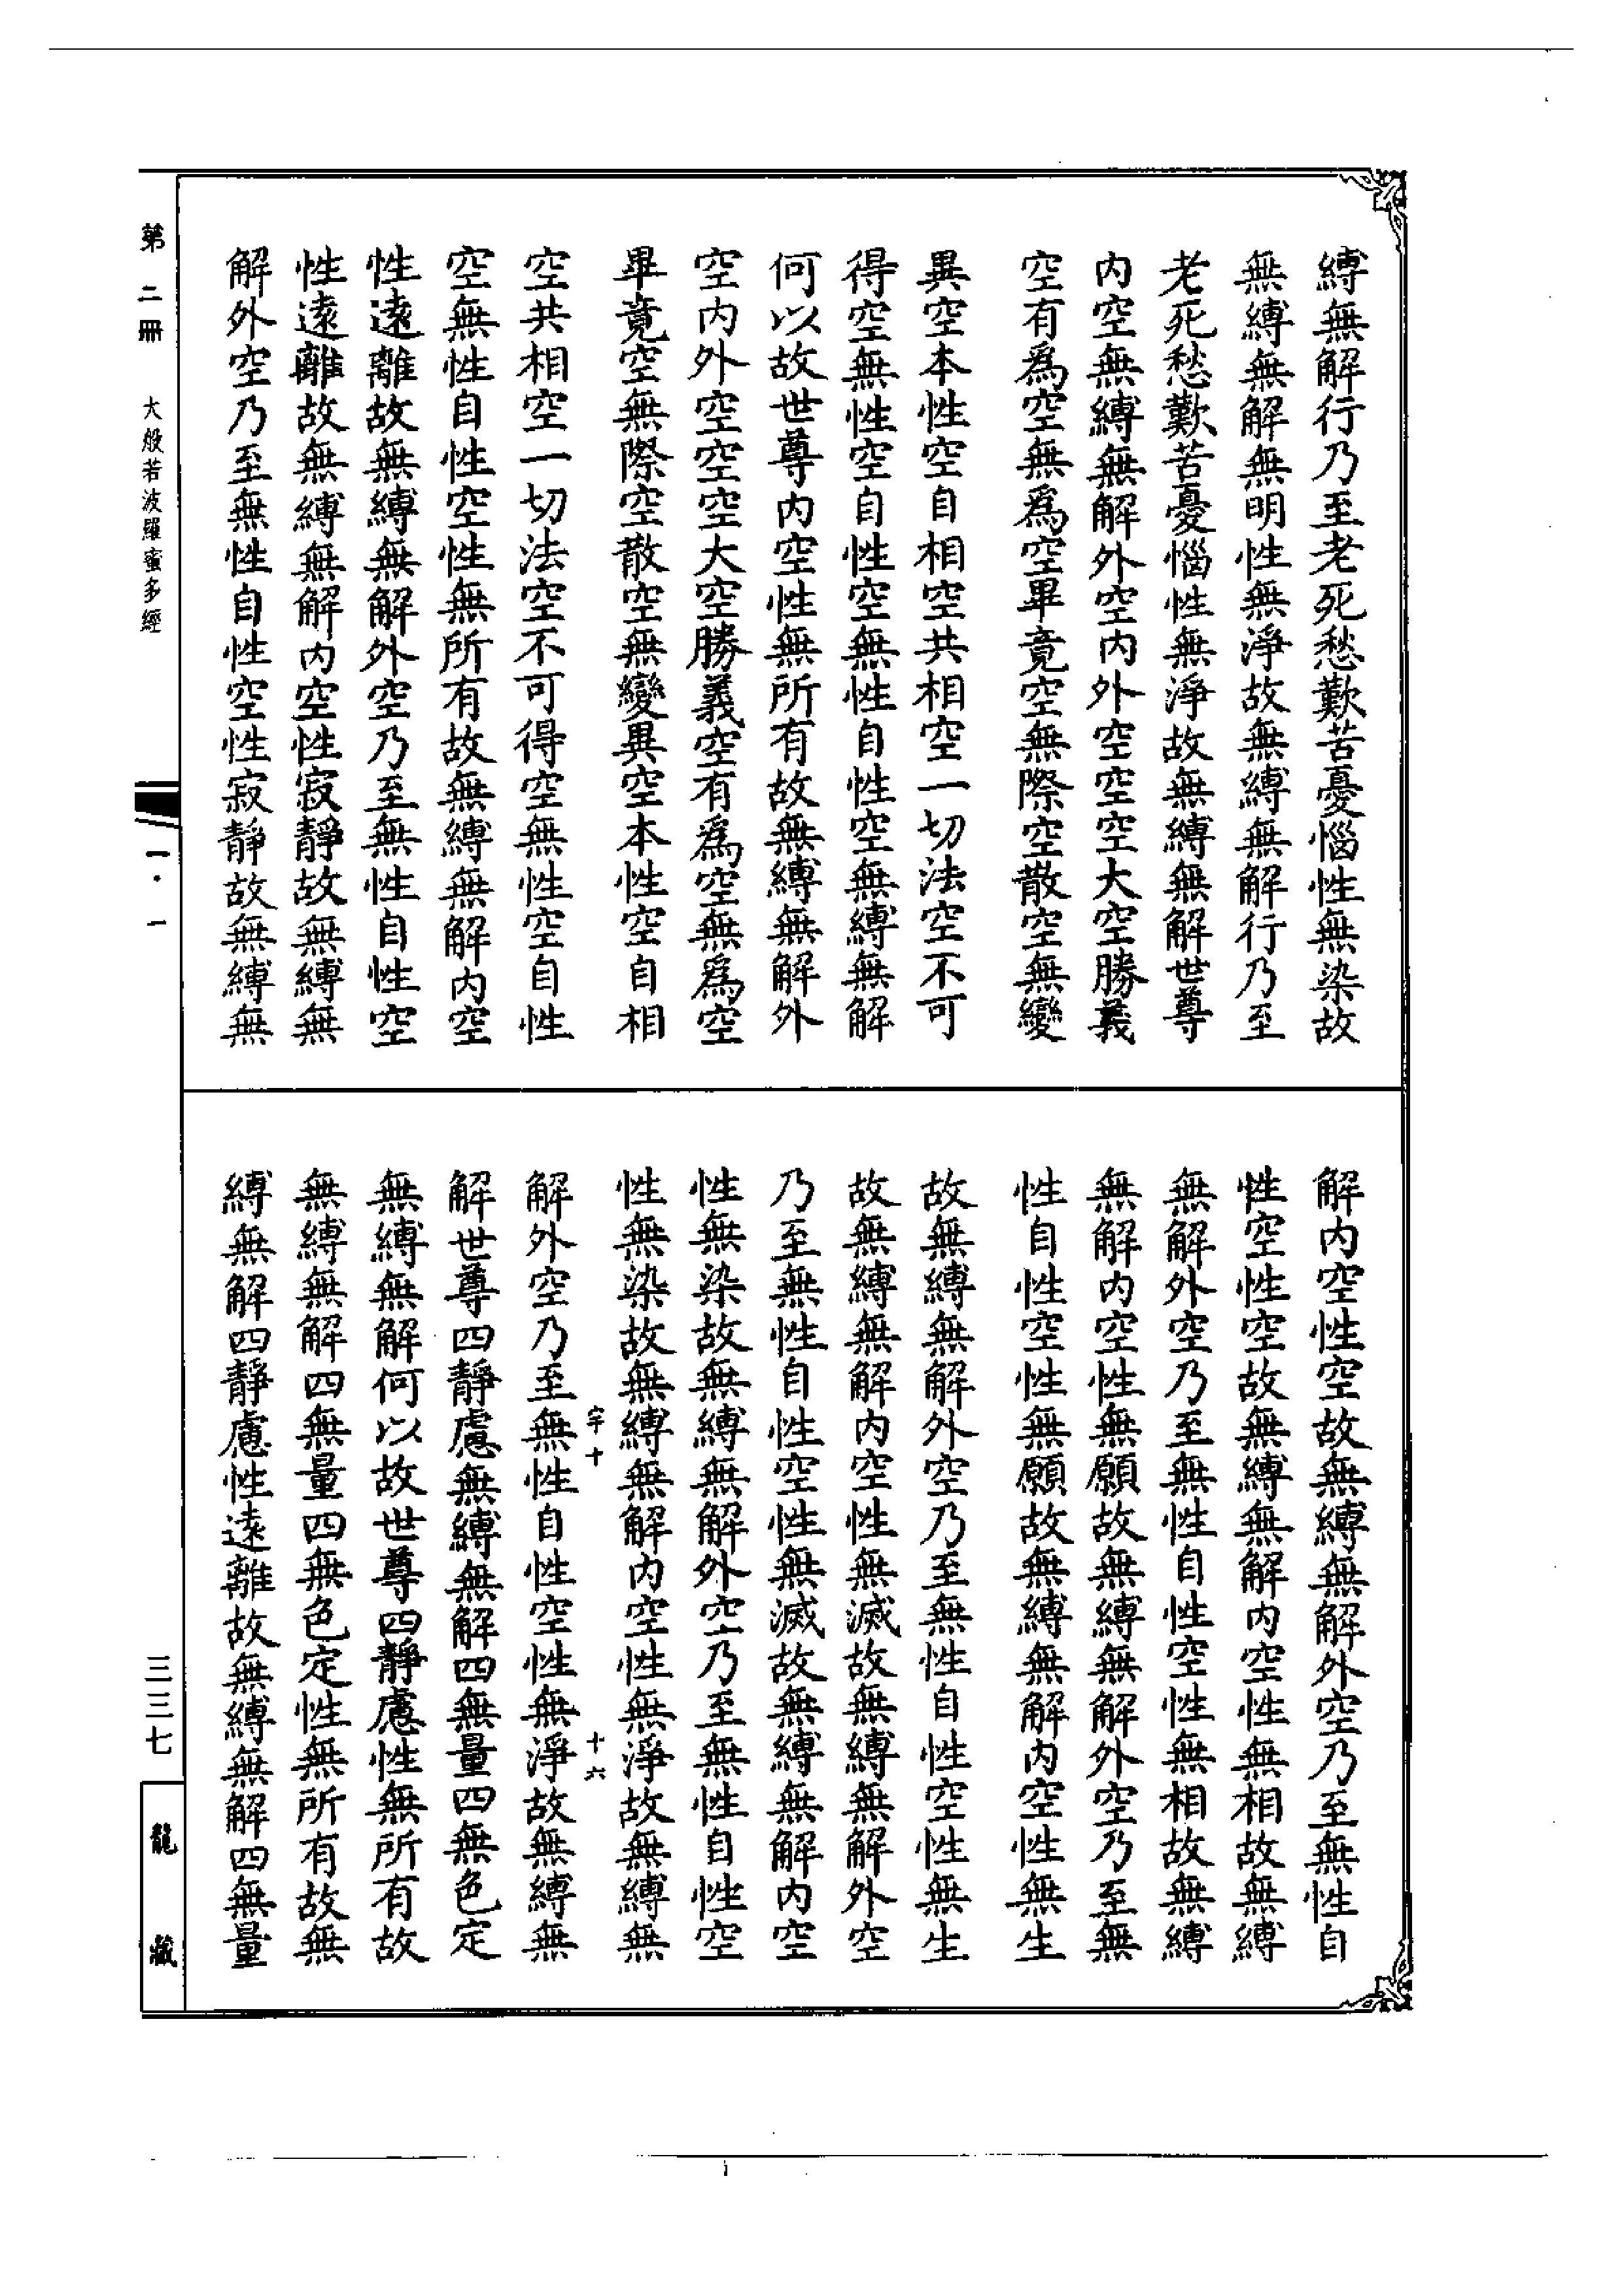 縛無解行乃至老死愁歎苦憂惱性無染故
無縛無解無明性無淨故無縛無解行乃至
老死愁歎苦憂惱性無淨故無縛無解世尊
內空無縛無解外空內外空空空大空勝義
空有爲空無爲空畢竟空無際空散空無變
異空本性空自相空共相空一切法空不可
得空無性空自性空無性自性空無縛無解
何以故世尊內空性無所有故無縛無解外
空內外空空空大空勝義空有爲空無爲空
畢竟空無際空散空無變異空本性空自相
空共相空一切法空不可得空無性空自性
空無性自性空性無所有故無縛無解內空
性遠離故無縛無解外空乃至無性自性空
性遠離故無縛無解內空性寂靜故無縛無
解外空乃至無性自性空性寂靜故無縛無
解內空性空故無縛無解外空乃至無性自
性空性空故無縛無解內空性無相故無縛
無解外空乃至無性自性空性無相故無縛
無解內空性無願故無縛無解外空乃至無
性自性空性無願故無縛無解內空性無生
故無縛無解外空乃至無性自性空性無生
故無縛無解內空性無滅故無縛無解外空
乃至無性自性空性無滅故無縛無解內空
性無染故無縛無解外空乃至無性自性空
性無染故無縛無解內空性無淨故無縛無
宇十 十六
解外空乃至無性自性空性無淨故無縛無
解世尊四靜慮無縛無解四無量四無色定
無縛無解何以故世尊四靜慮性無所有故
無縛無解四無量四無色定性無所有故無
縛無解四靜慮性遠離故無縛無解四無量
第二冊 大般若波羅蜜多經 一·一 三三七 龍藏